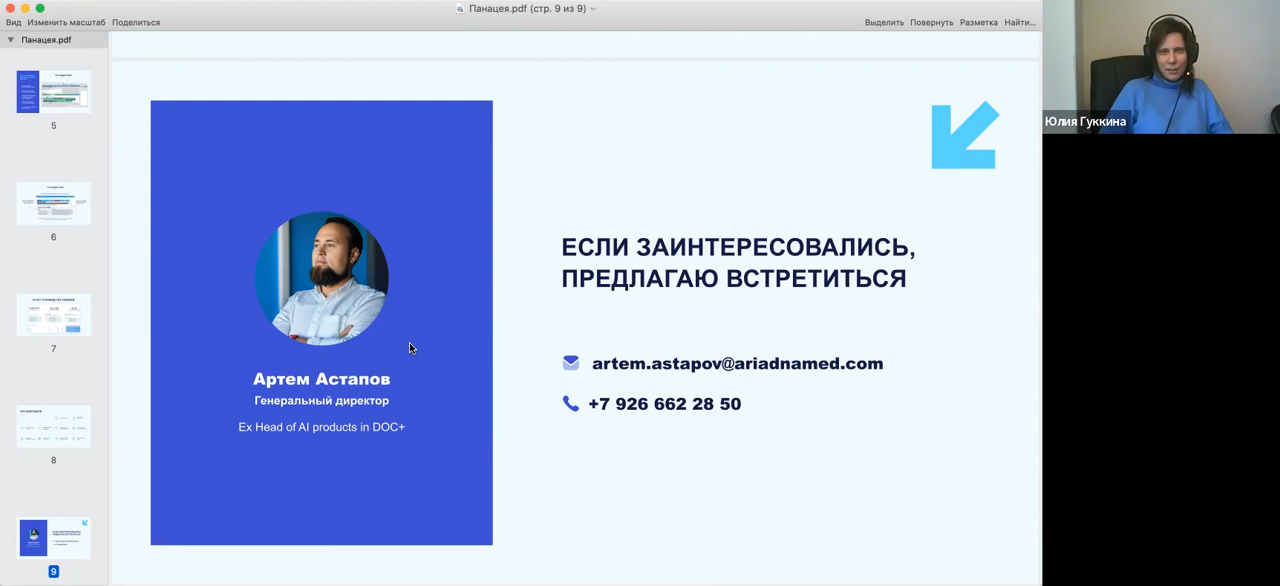 Панацея.pdf (стр. 9 из 9)
Вид Изменить масштаб Поделиться
Выделить Повернуть Разметка Найти...
Панацея.pdf
5
6
7
8
9
Артем Астапов
Генеральный директор
Ex Head of AI products in DOC+
ЕСЛИ ЗАИНТЕРЕСОВАЛИСЬ,
ПРЕДЛАГАЮ ВСТРЕТИТЬСЯ
artem.astapov@ariadnamed.com
+7 926 662 28 50
Юлия Гуккина